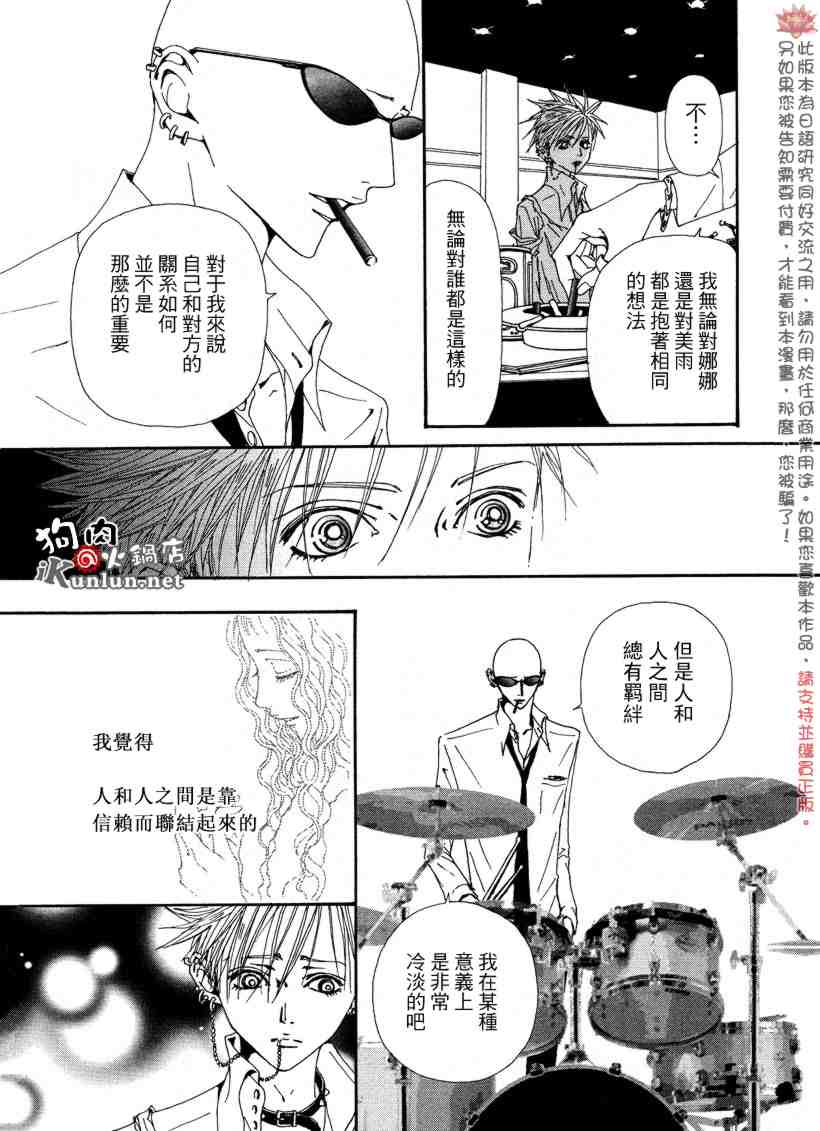 不…
我無論對娜娜
還是對美雨
都是抱著相同
的想法
無論對誰
都是這樣的
對于我來說
自己和對方的
關系如何
並不是
那麼的重要
狗肉@火鍋店
iKunlun.net
但是人和
人之間
總有羈絆
我覺得
人和人之間是靠
信賴而聯結起來的
我在某種
意義上
是非常
冷淡的吧
此版本為日語研究同好交流之用，請勿用於任何商業用途。如果您喜歡本作品，請支持並購買正版。
另如果您被告知需要付費，才能看到本漫畫，那麼，您被騙了！